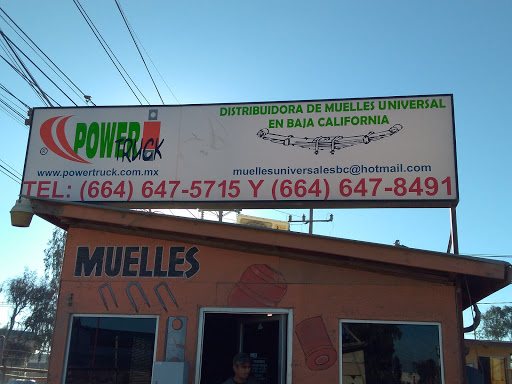 POWER
TRUCK
®
www.powertruck.com.mx
DISTRIBUIDORA DE MUELLES UNIVERSAL
EN BAJA CALIFORNIA
muellesuniversalesbc@hotmail.com
TEL: (664) 647-5715 Y (664) 647-8491
MUELLES